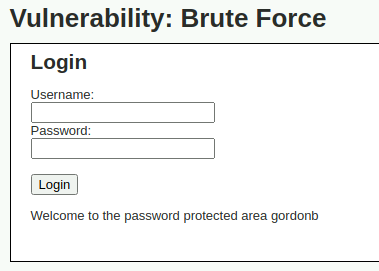 Vulnerability: Brute Force
Login
Username:
Password:
Login
Welcome to the password protected area gordonb